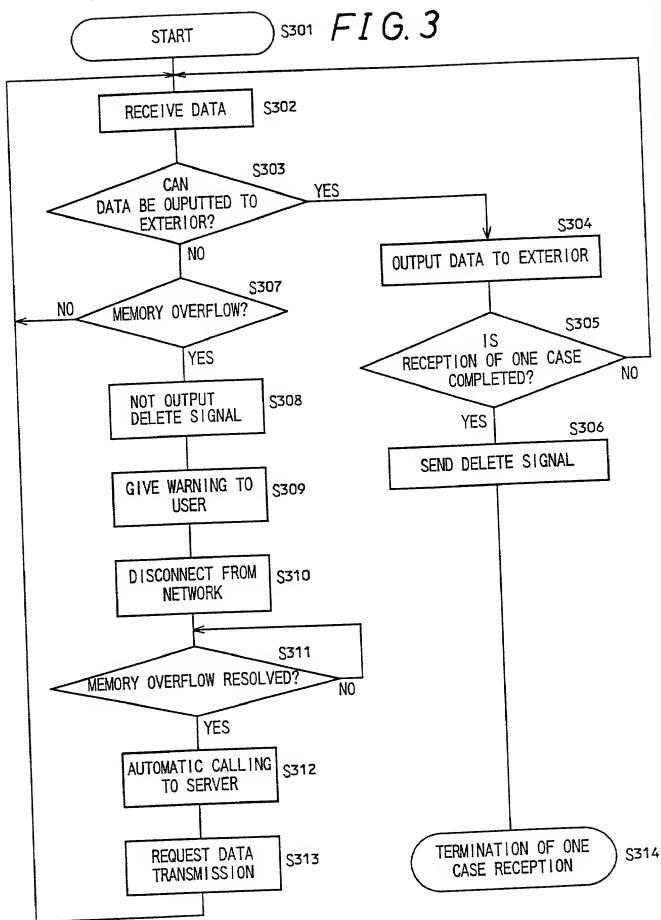 FIG. 3
START
S301
RECEIVE DATA
S302
S303
CAN
DATA BE OUPUTTED TO
EXTERIOR?
YES
NO
S304
OUTPUT DATA TO EXTERIOR
S305
IS
RECEPTION OF ONE CASE
COMPLETED?
NO
YES
S306
SEND DELETE SIGNAL
S307
MEMORY OVERFLOW?
NO
YES
NOT OUTPUT
DELETE SIGNAL
S308
GIVE WARNING TO
USER
S309
DISCONNECT FROM
NETWORK
S310
S311
MEMORY OVERFLOW RESOLVED?
NO
YES
AUTOMATIC CALLING
TO SERVER
S312
REQUEST DATA
TRANSMISSION
S313
TERMINATION OF ONE
CASE RECEPTION
S314